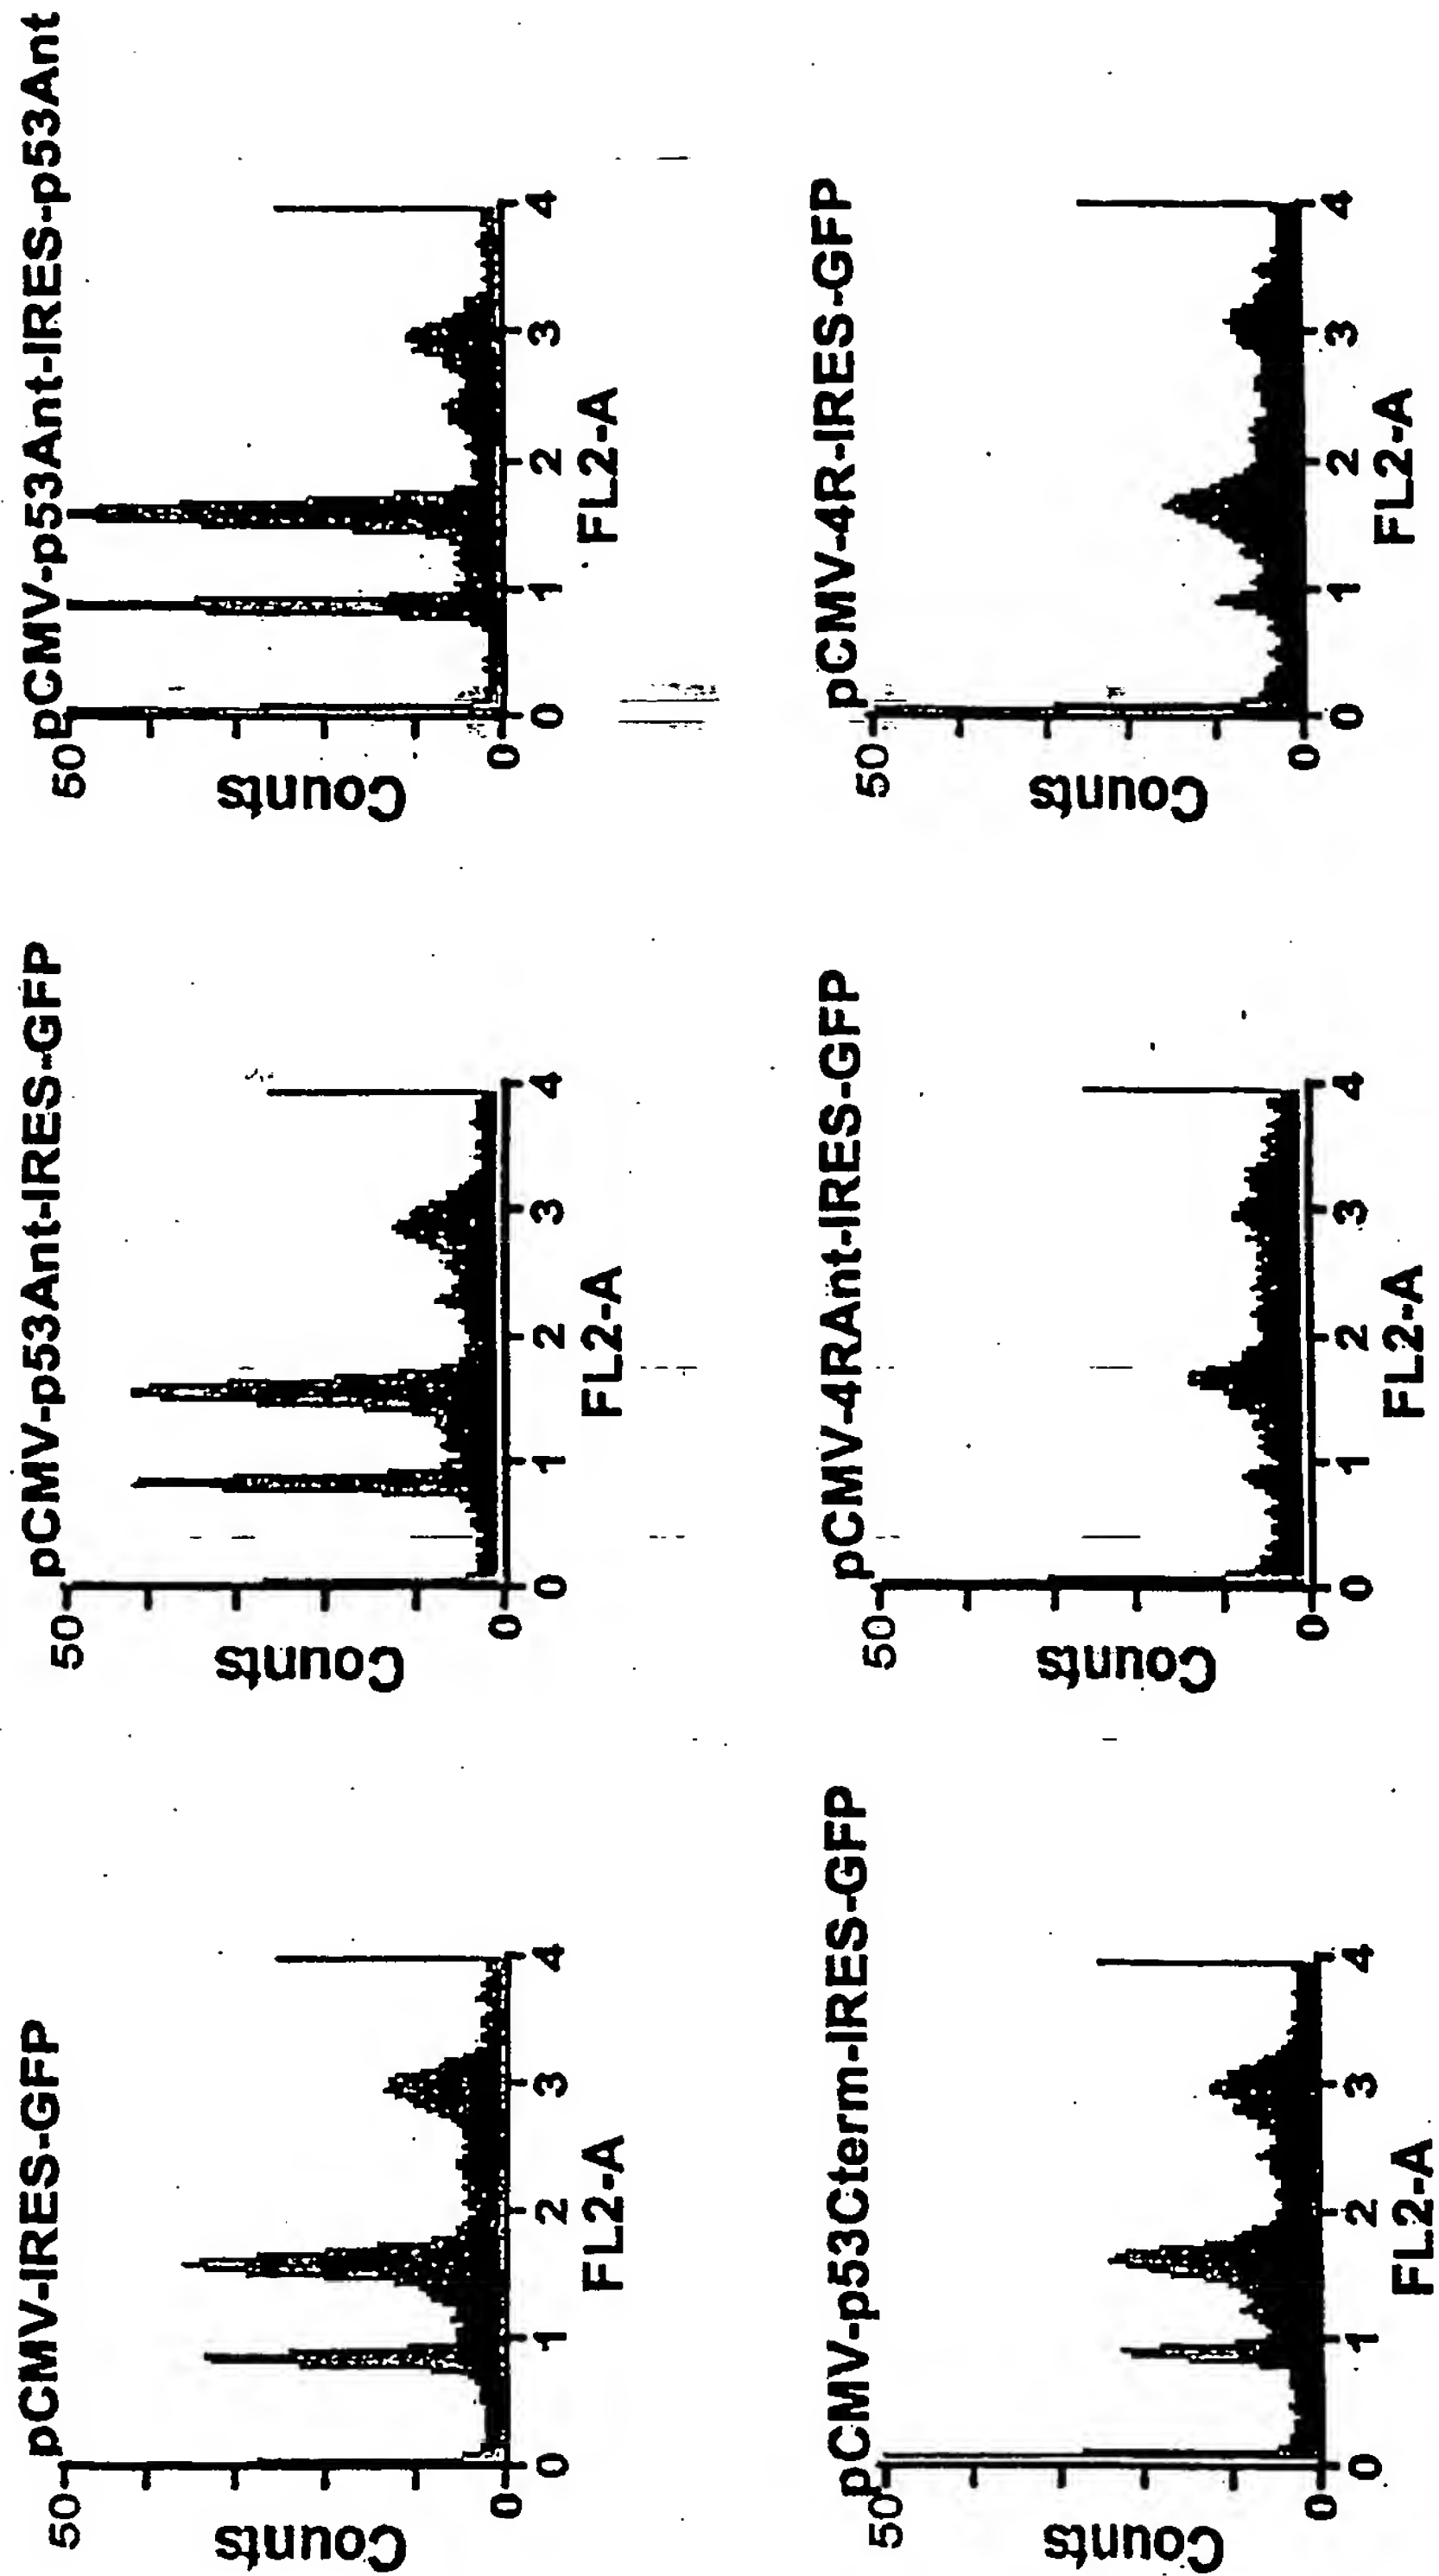 pCMV-IRES-GFP
50
Counts
0
0 1 2 3 4
FL2-A
pCMV-p53Ant-IRES-GFP
50
Counts
0
0 1 2 3 4
FL2-A
pCMV-p53Ant-IRES-p53Ant
50
Counts
0
0 1 2 3 4
FL2-A
pCMV-p53Cterm-IRES-GFP
50
Counts
0
0 1 2 3 4
FL2-A
pCMV-4RAnt-IRES-GFP
50
Counts
0
0 1 2 3 4
FL2-A
pCMV-4R-IRES-GFP
50
Counts
0
0 1 2 3 4
FL2-A